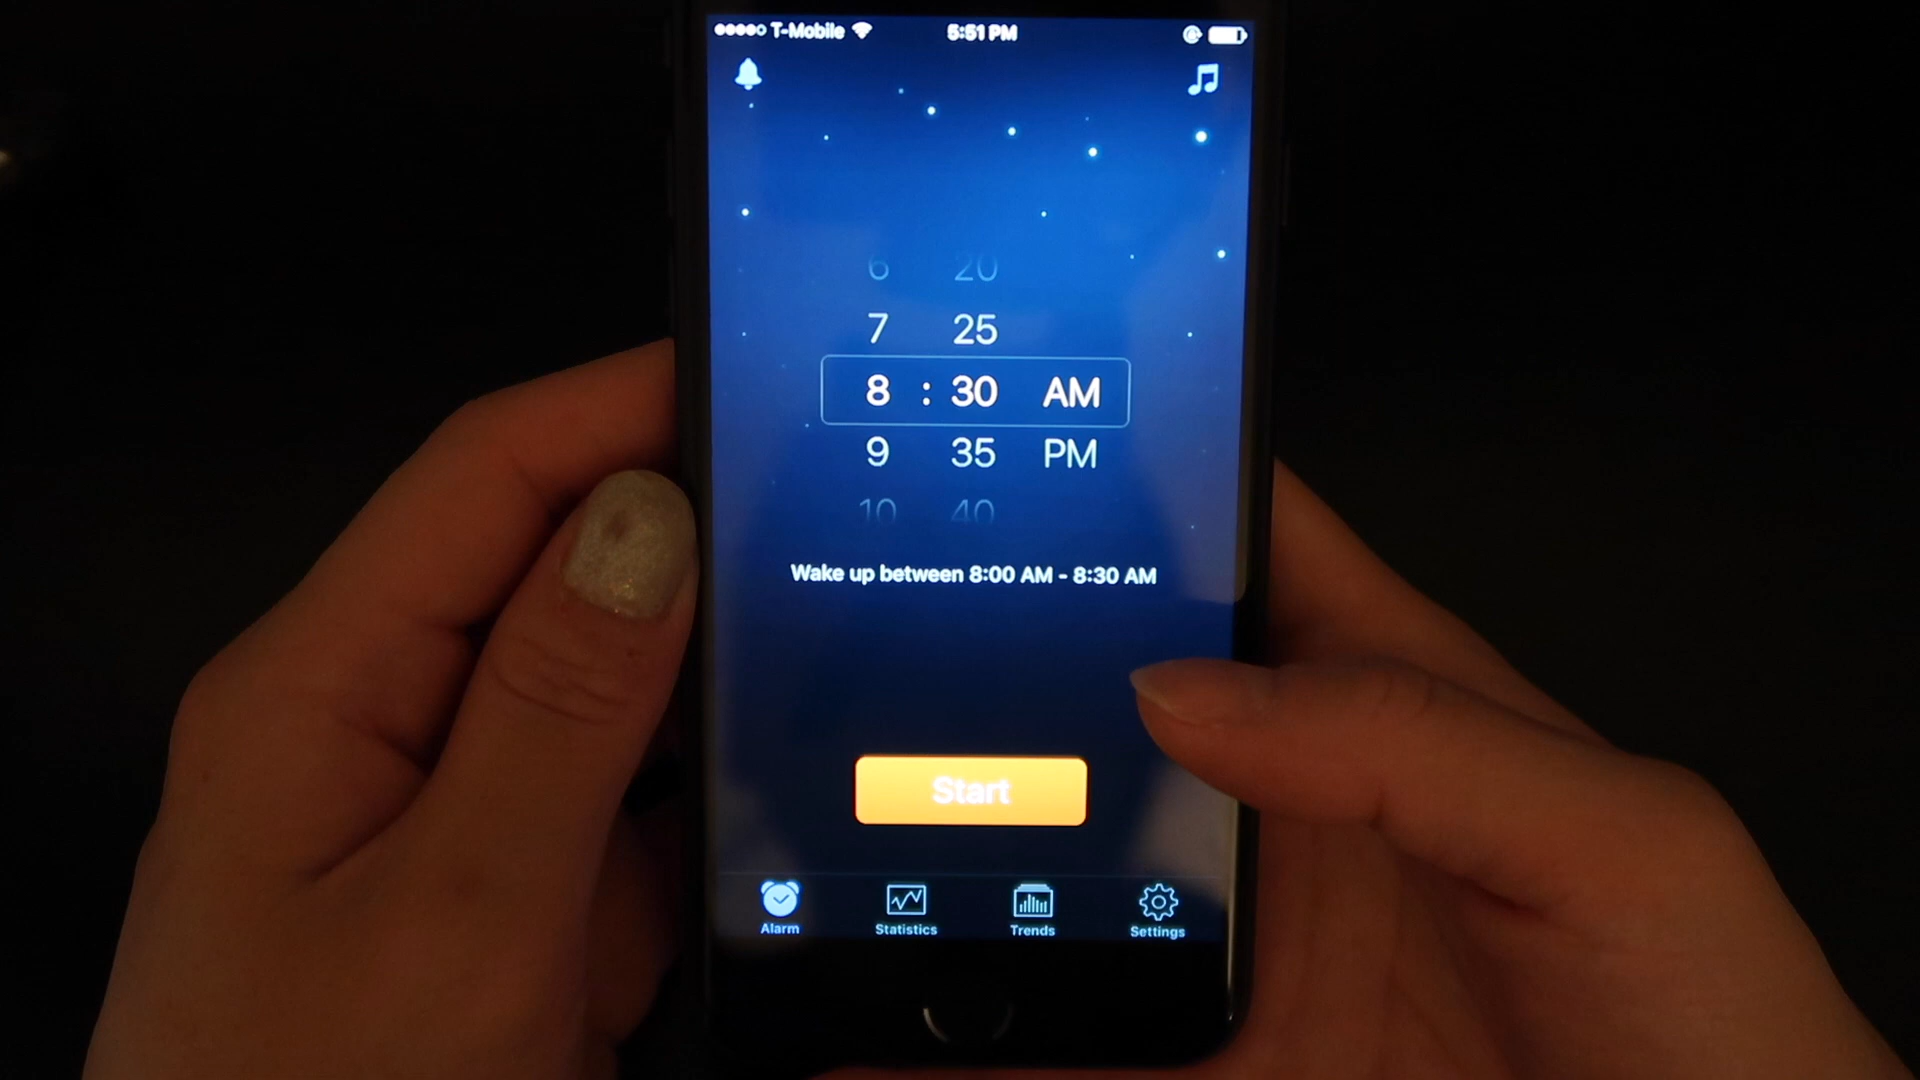 T-Mobile 5:51 PM
6 20
7 25
8 : 30 AM
9 35 PM
10 40
Wake up between 8:00 AM - 8:30 AM
Start
Alarm Statistics Trends Settings